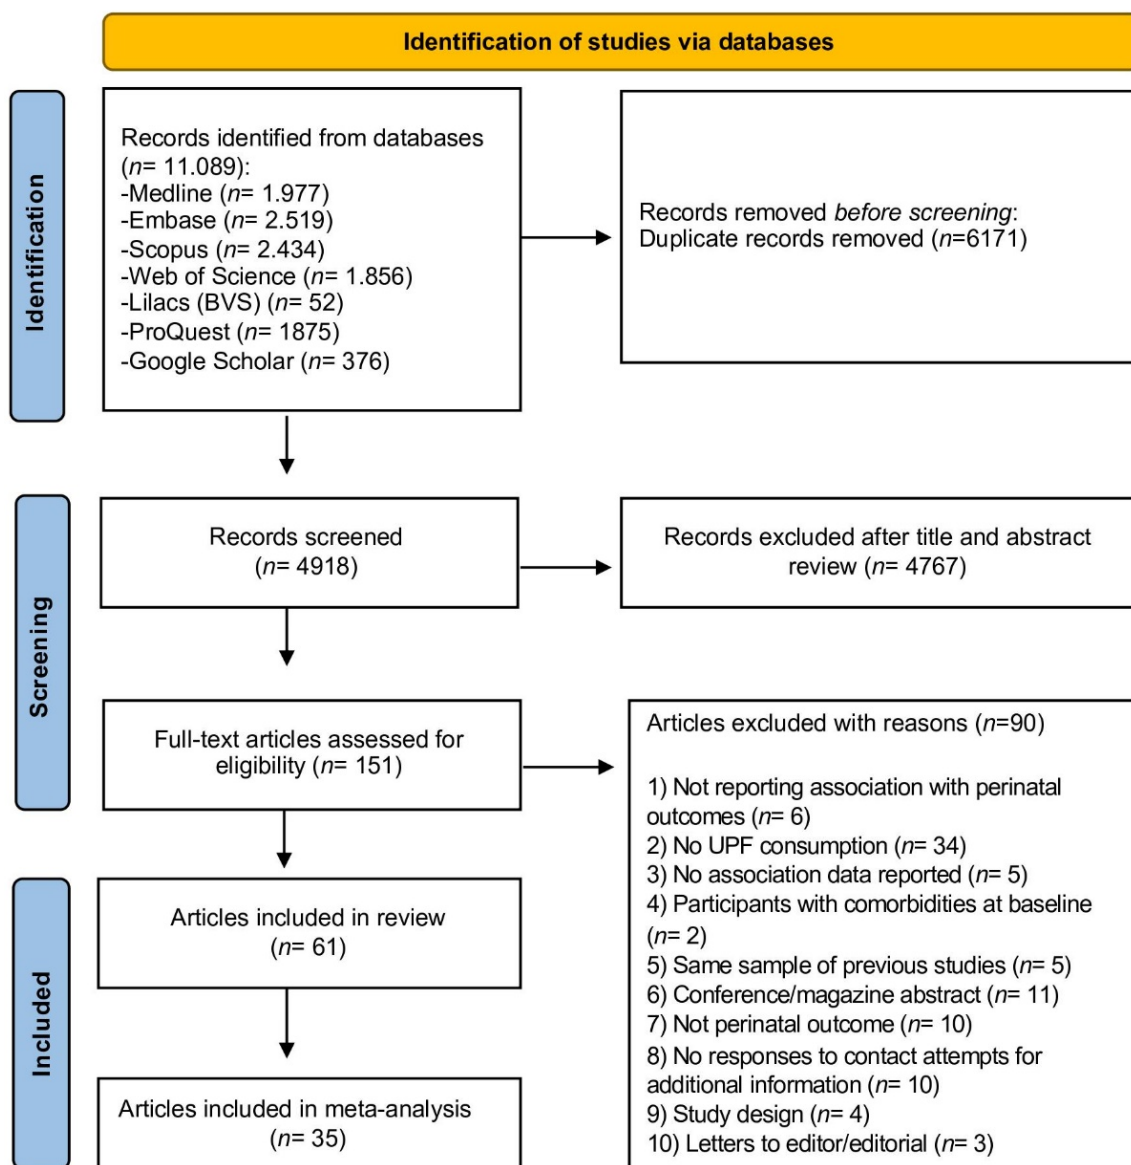 Identification of studies via databases
Identification
Records identified from databases
(n= 11.089):
-Medline (n= 1.977)
-Embase (n= 2.519)
-Scopus (n= 2.434)
-Web of Science (n= 1.856)
-Lilacs (BVS) (n= 52)
-ProQuest (n= 1875)
-Google Scholar (n= 376)
Records removed before screening:
Duplicate records removed (n=6171)
Screening
Records screened
(n= 4918)
Records excluded after title and abstract
review (n= 4767)
Full-text articles assessed for
eligibility (n= 151)
Articles excluded with reasons (n=90)
1) Not reporting association with perinatal
outcomes (n= 6)
2) No UPF consumption (n= 34)
3) No association data reported (n= 5)
4) Participants with comorbidities at baseline
(n= 2)
5) Same sample of previous studies (n= 5)
6) Conference/magazine abstract (n= 11)
7) Not perinatal outcome (n= 10)
8) No responses to contact attempts for
additional information (n= 10)
9) Study design (n= 4)
10) Letters to editor/editorial (n= 3)
Included
Articles included in review
(n= 61)
Articles included in meta-analysis
(n= 35)